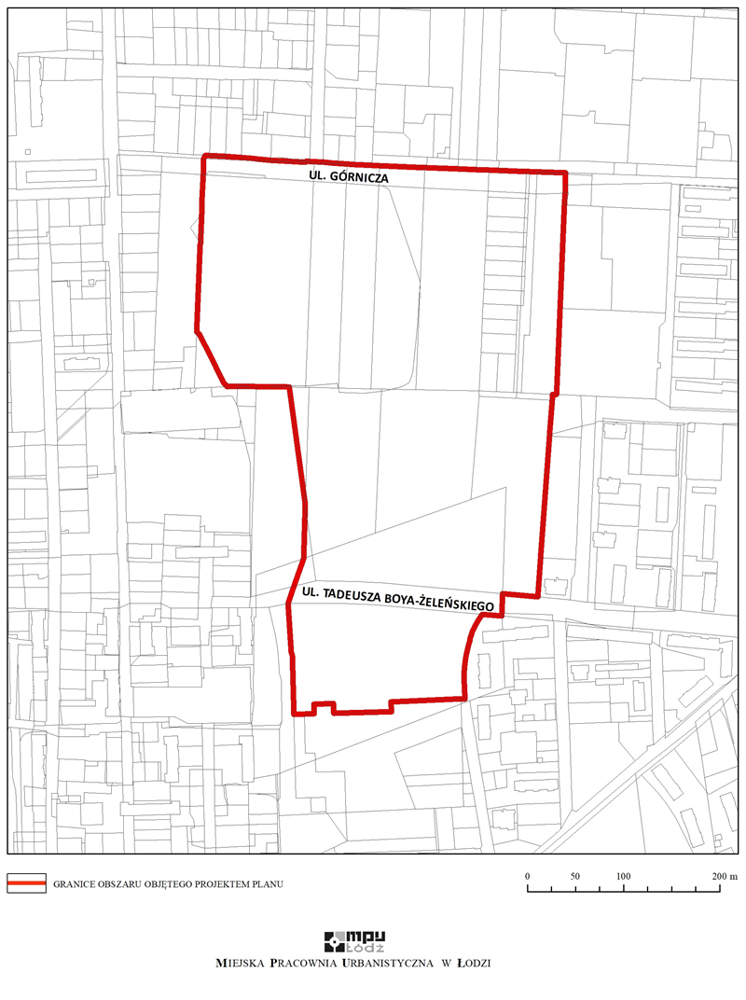 UL. GÓRNICZA
UL. TADEUSZA BOYA-ŻELEŃSKIEGO
GRANICE OBSZARU OBJĘTEGO PROJEKTEM PLANU
0 50 100 200 m
mpu
Łódź
MIEJSKA PRACOWNIA URBANISTYCZNA W ŁODZI